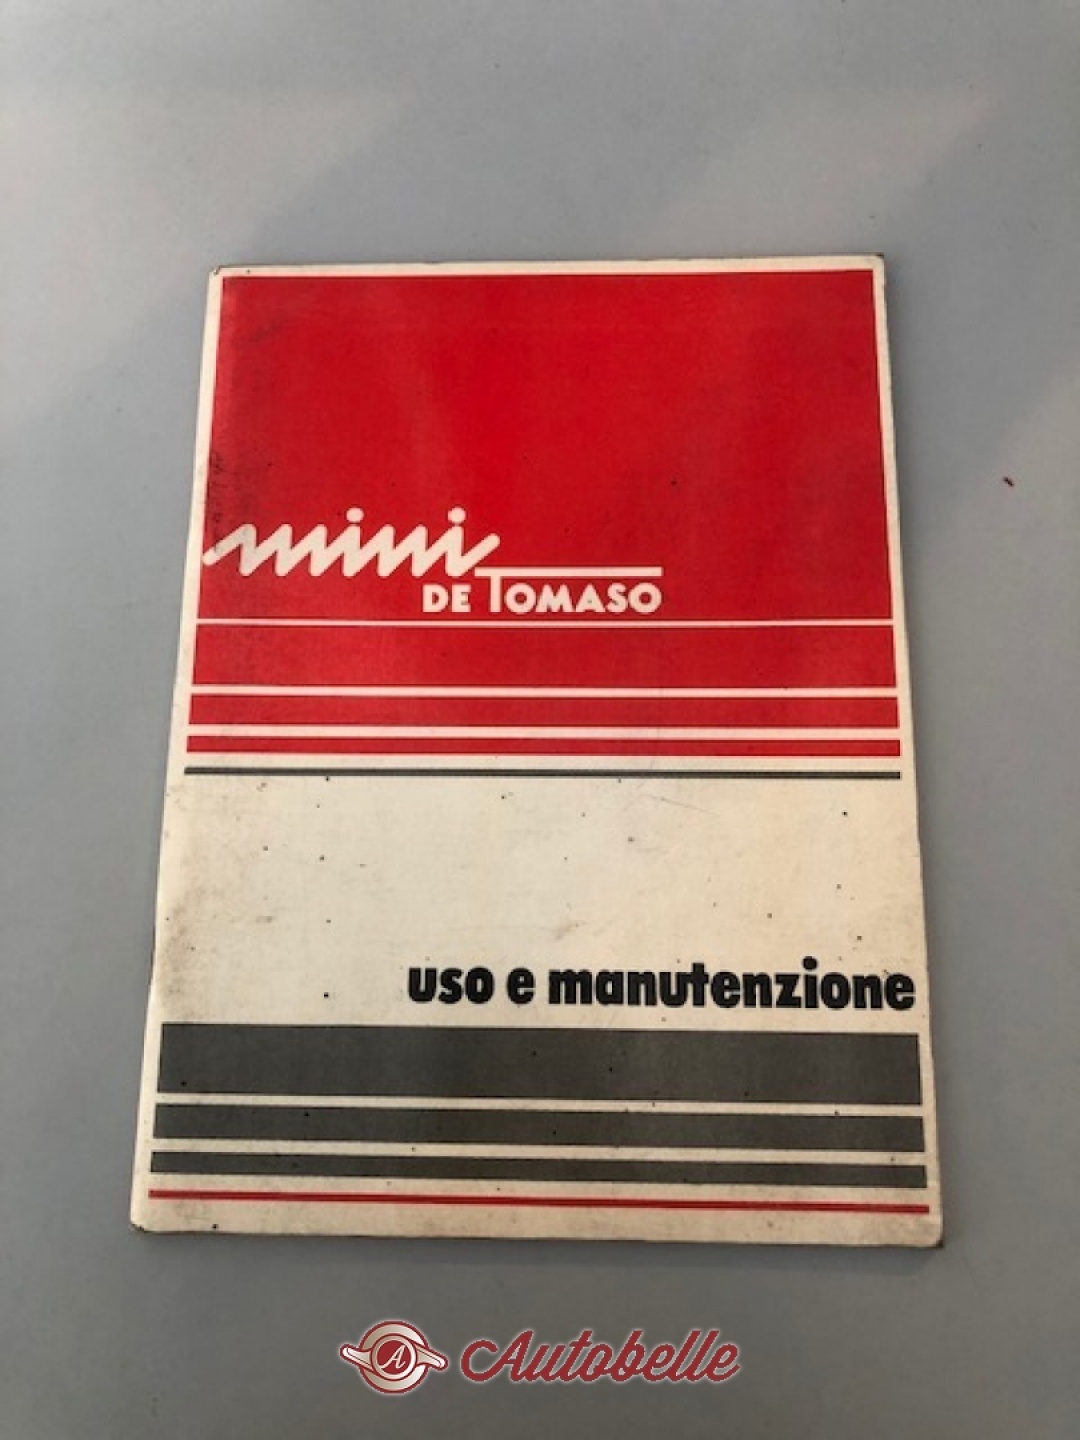 mini
DE TOMASO
uso e manutenzione
A Autobelle